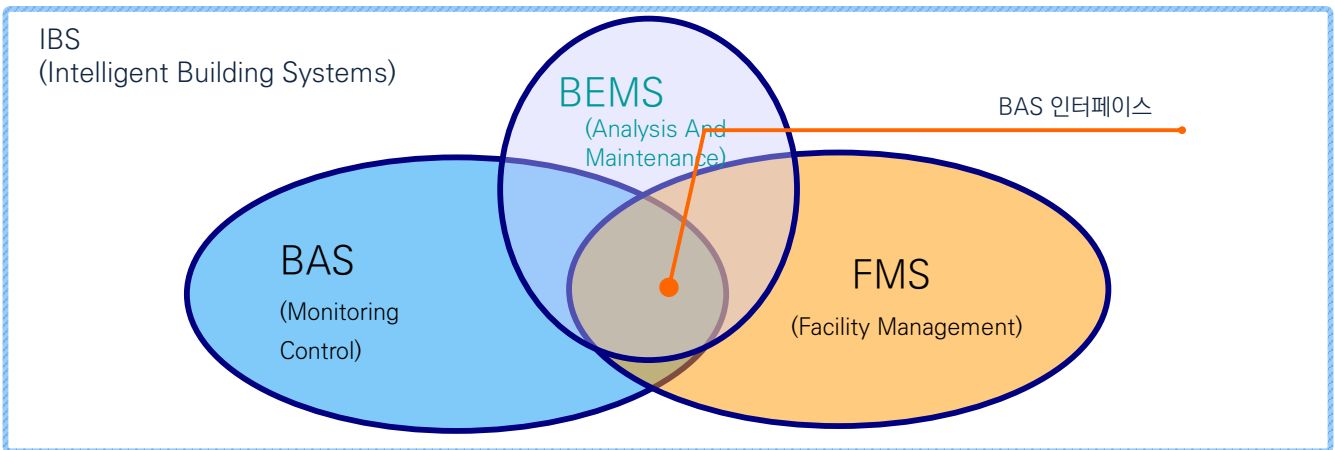 IBS
(Intelligent Building Systems)
BEMS
(Analysis And
Maintenance)
BAS 인터페이스
BAS
(Monitoring
Control)
FMS
(Facility Management)